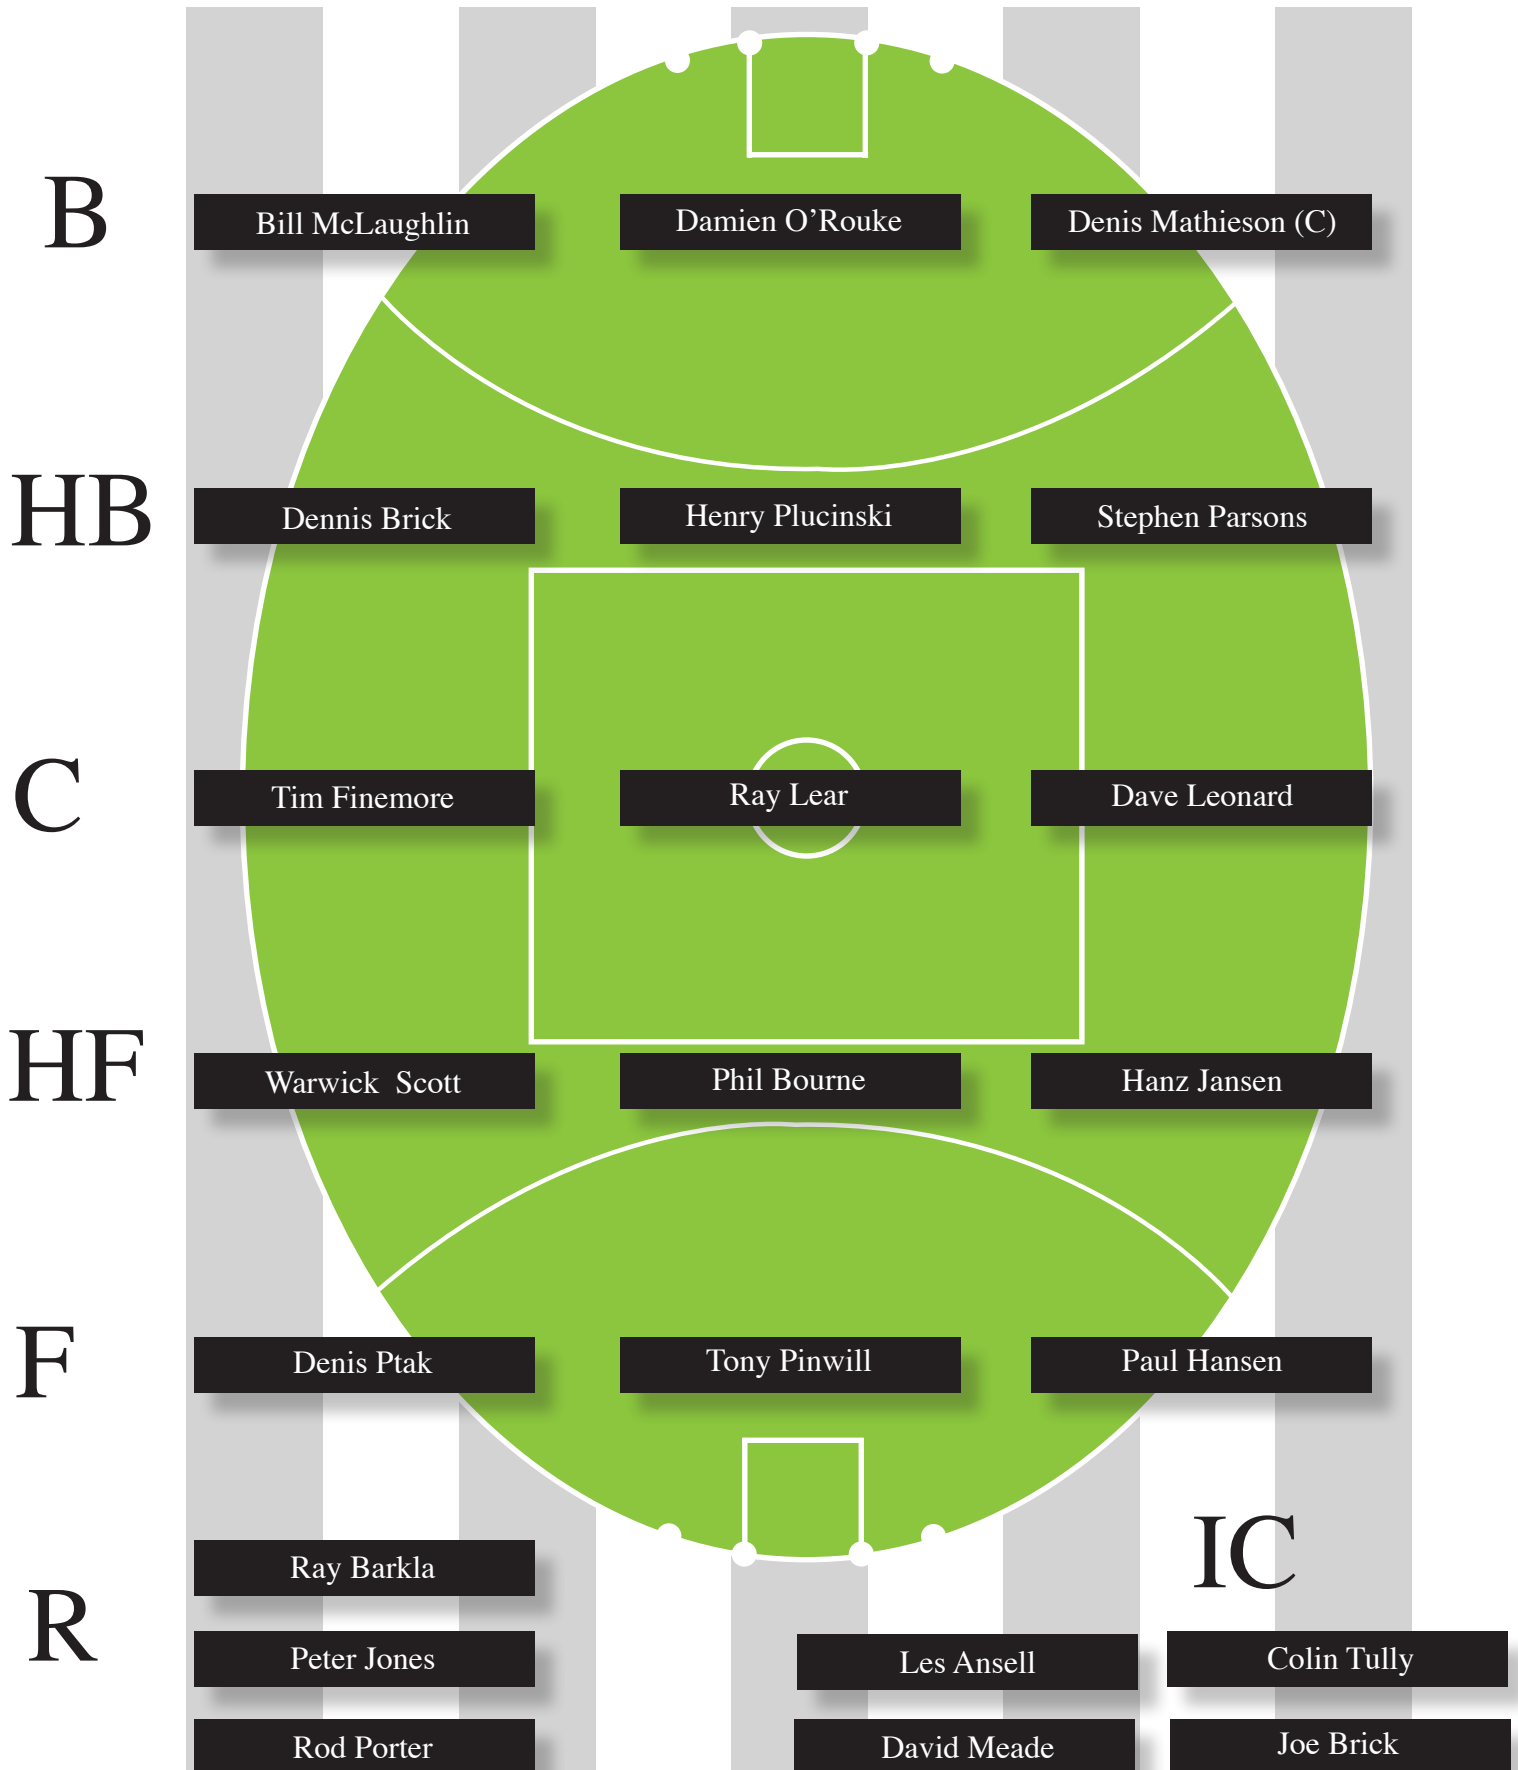 B
Bill McLaughlin
Damien O’Rouke
Denis Mathieson (C)
HB
Dennis Brick
Henry Plucinski
Stephen Parsons
C
Tim Finemore
Ray Lear
Dave Leonard
HF
Warwick  Scott
Phil Bourne
Hanz Jansen
F
Denis Ptak
Tony Pinwill
Paul Hansen
R
Ray Barkla
Peter Jones
Rod Porter
IC
Les Ansell
Colin Tully
David Meade
Joe Brick